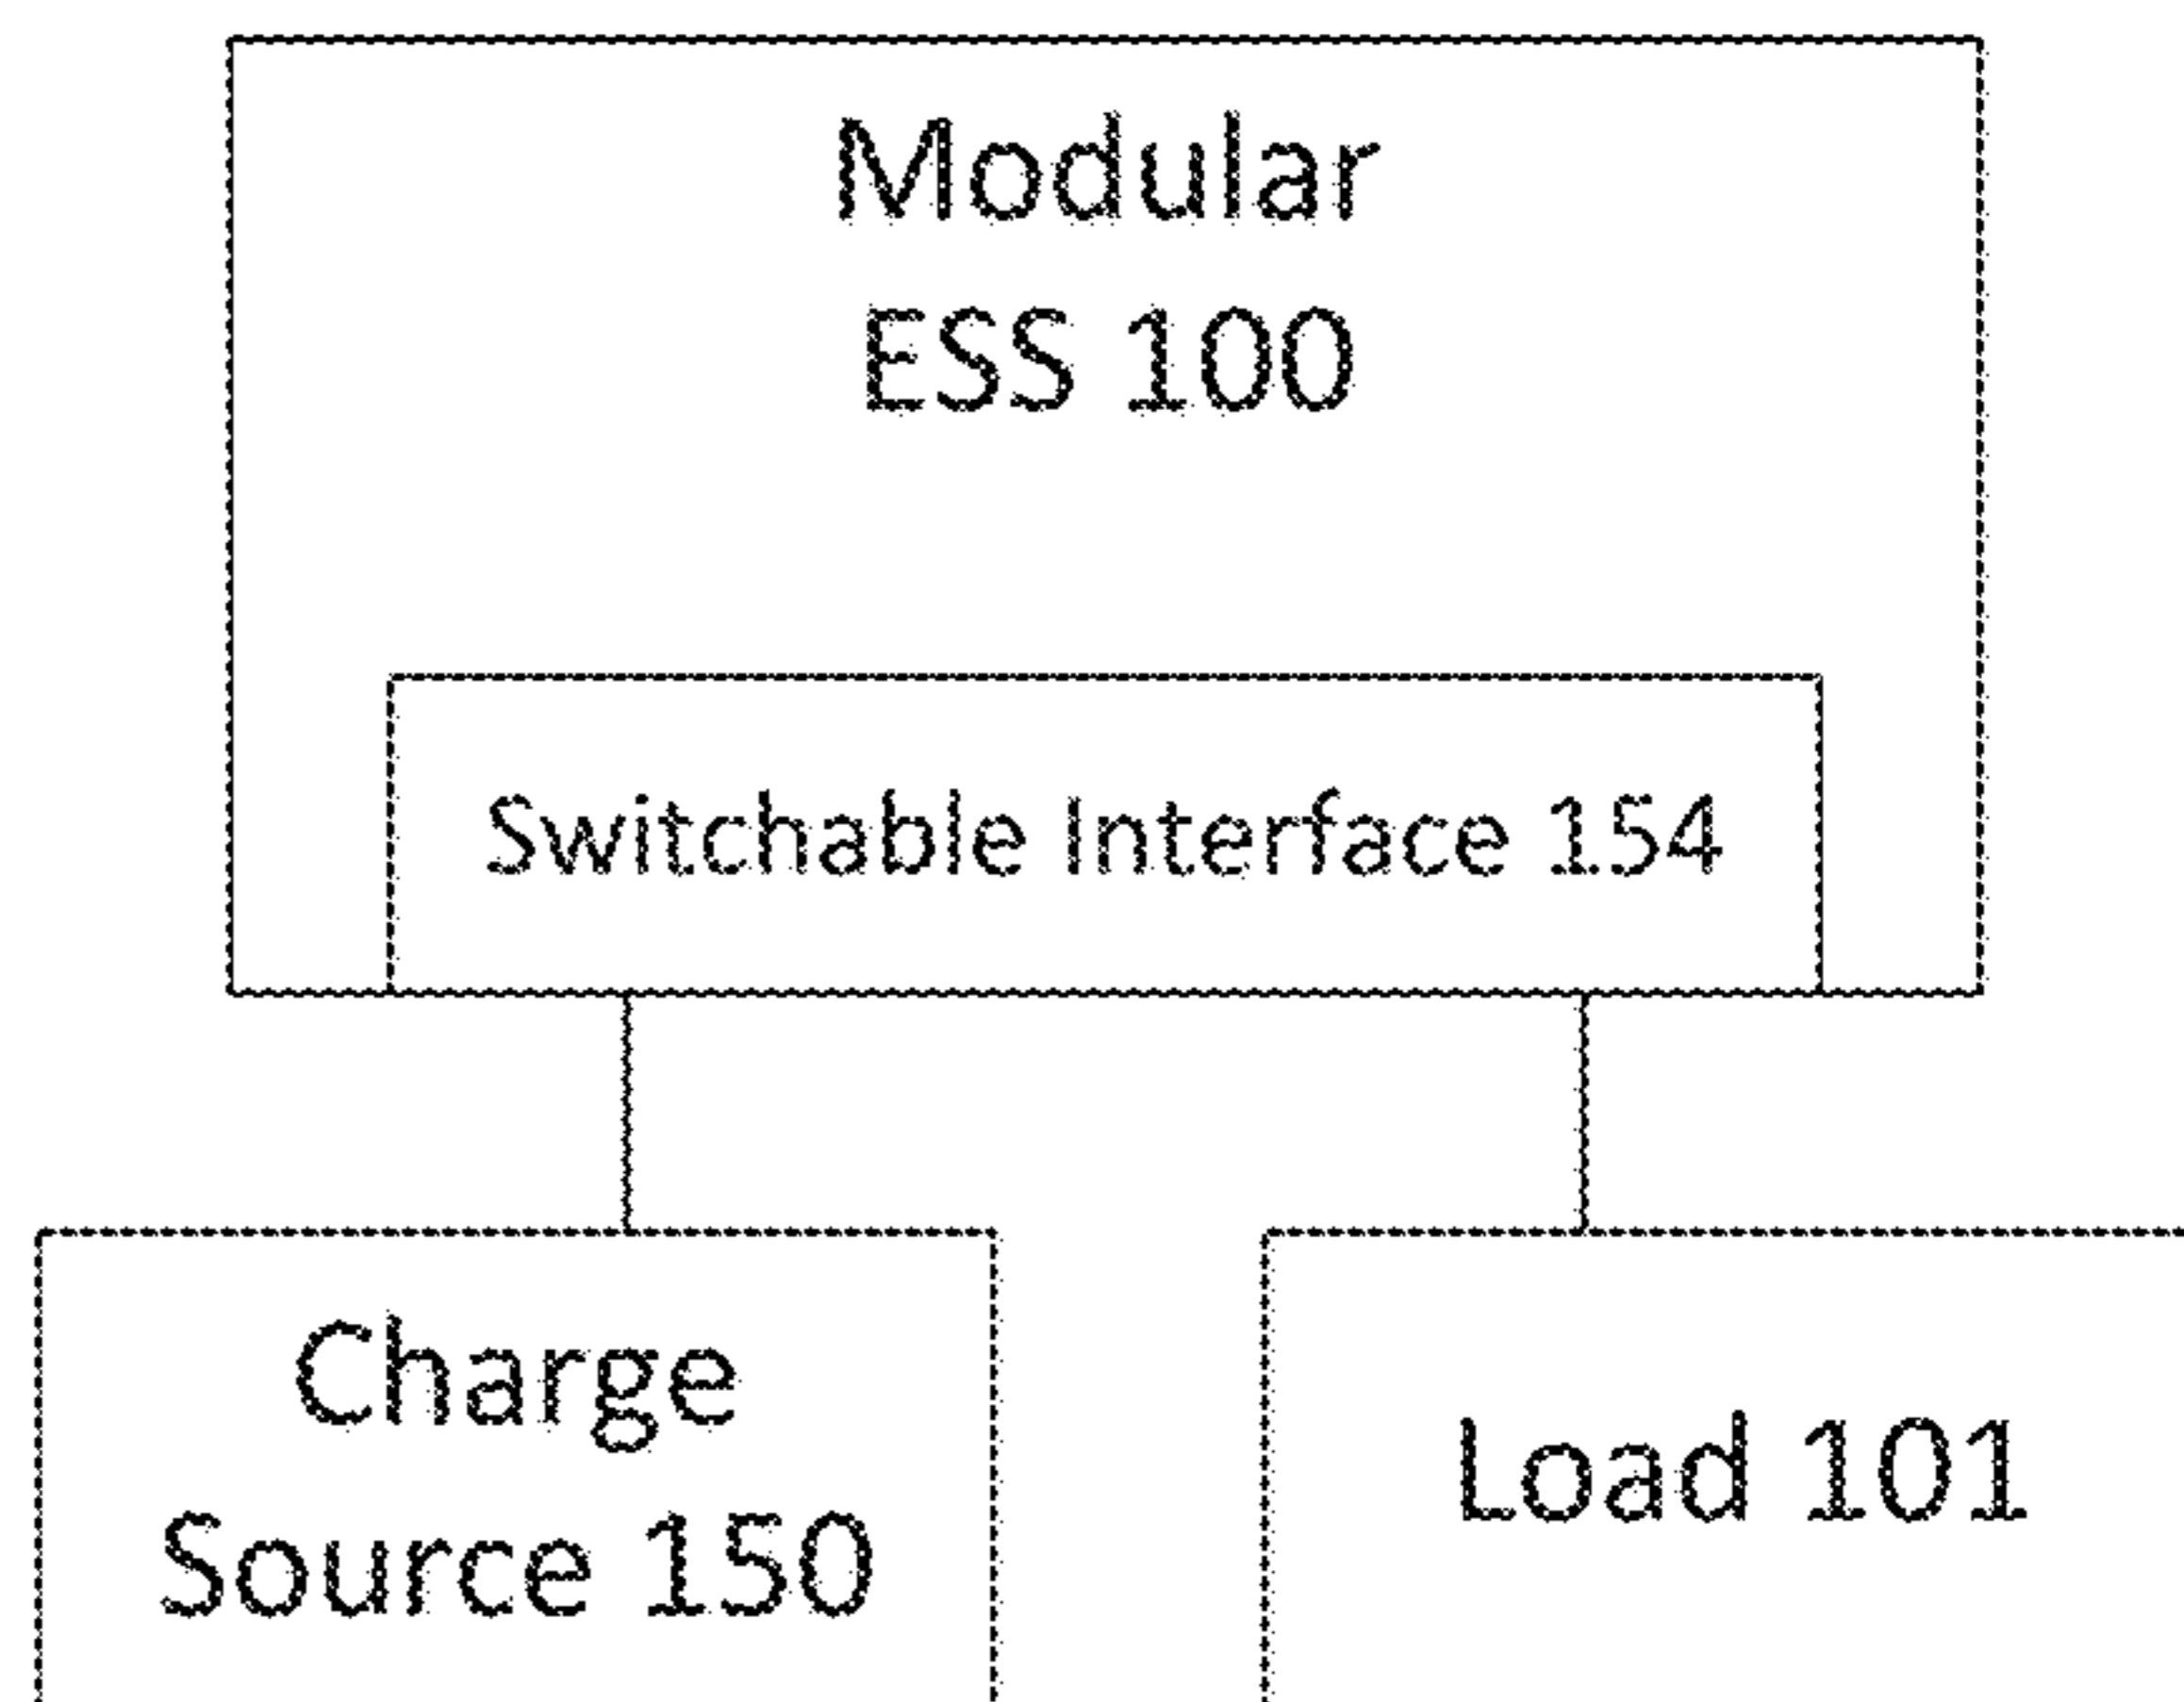 Modular
ESS 100
Switchable Interface 154
Charge
Source 150
Load 101